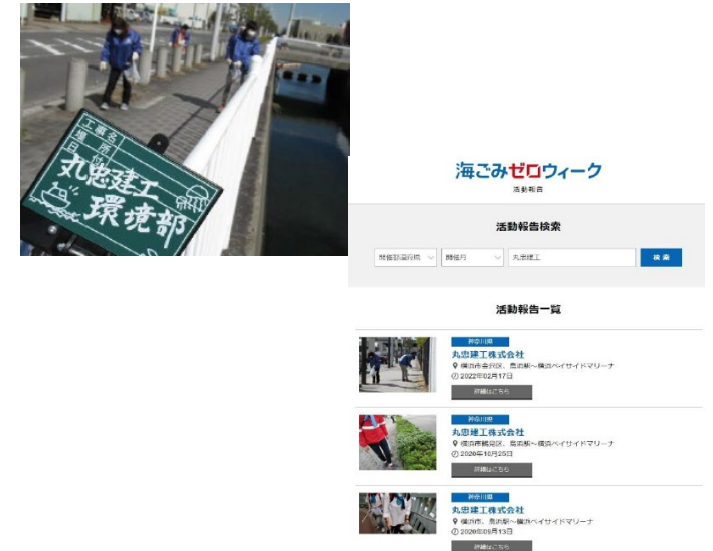 工事名
場所
日付
丸忠建工
環境部
海ごみゼロウィーク
活動報告
活動報告検索
開催都道府県
開催月
丸忠建工
検索
活動報告一覧
神奈川県
丸忠建工株式会社
横浜市金沢区、鳥浜駅〜横浜ベイサイドマリーナ
2022年02月17日
詳細はこちら
神奈川県
丸忠建工株式会社
横浜市鶴見区、鳥浜駅〜横浜ベイサイドマリーナ
2020年10月25日
詳細はこちら
神奈川県
丸忠建工株式会社
横浜市、鳥浜駅〜横浜ベイサイドマリーナ
2020年09月13日
詳細はこちら